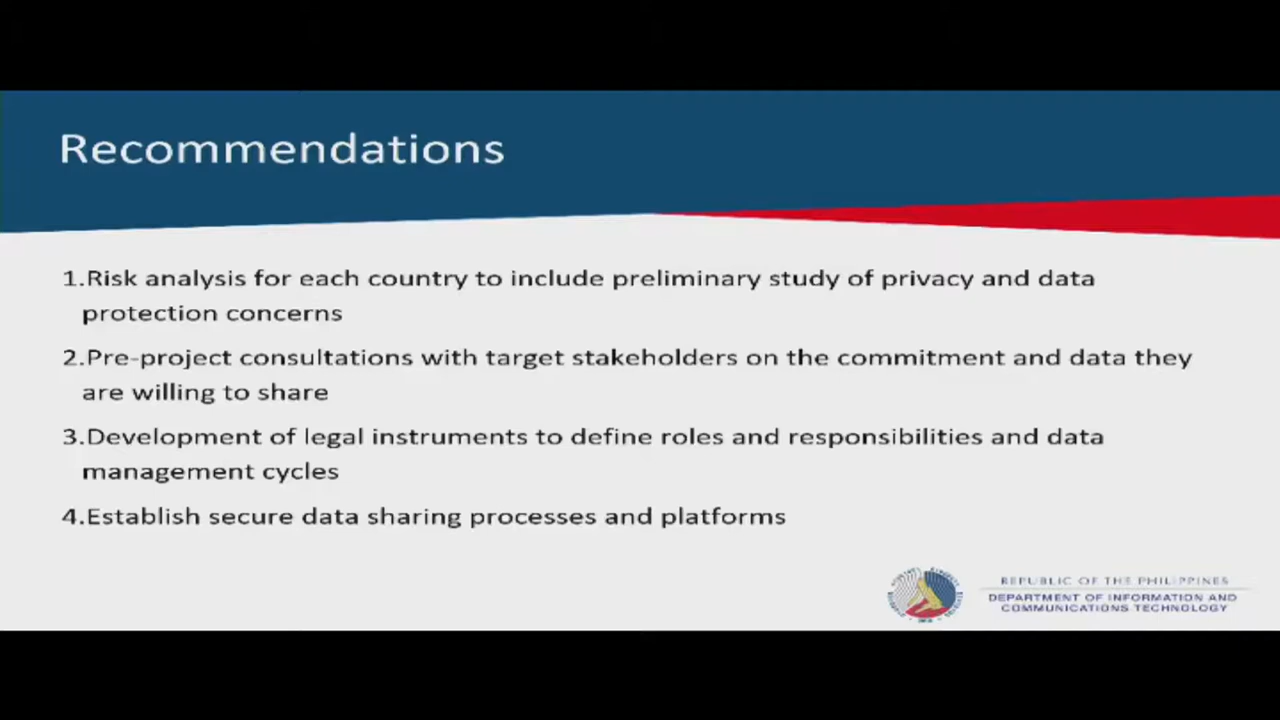 Recommendations
1.Risk analysis for each country to include preliminary study of privacy and data
protection concerns
2.Pre-project consultations with target stakeholders on the commitment and data they
are willing to share
3.Development of legal instruments to define roles and responsibilities and data
management cycles
4.Establish secure data sharing processes and platforms
REPUBLIC OF THE PHILIPPINES
DEPARTMENT OF INFORMATION AND
COMMUNICATIONS TECHNOLOGY